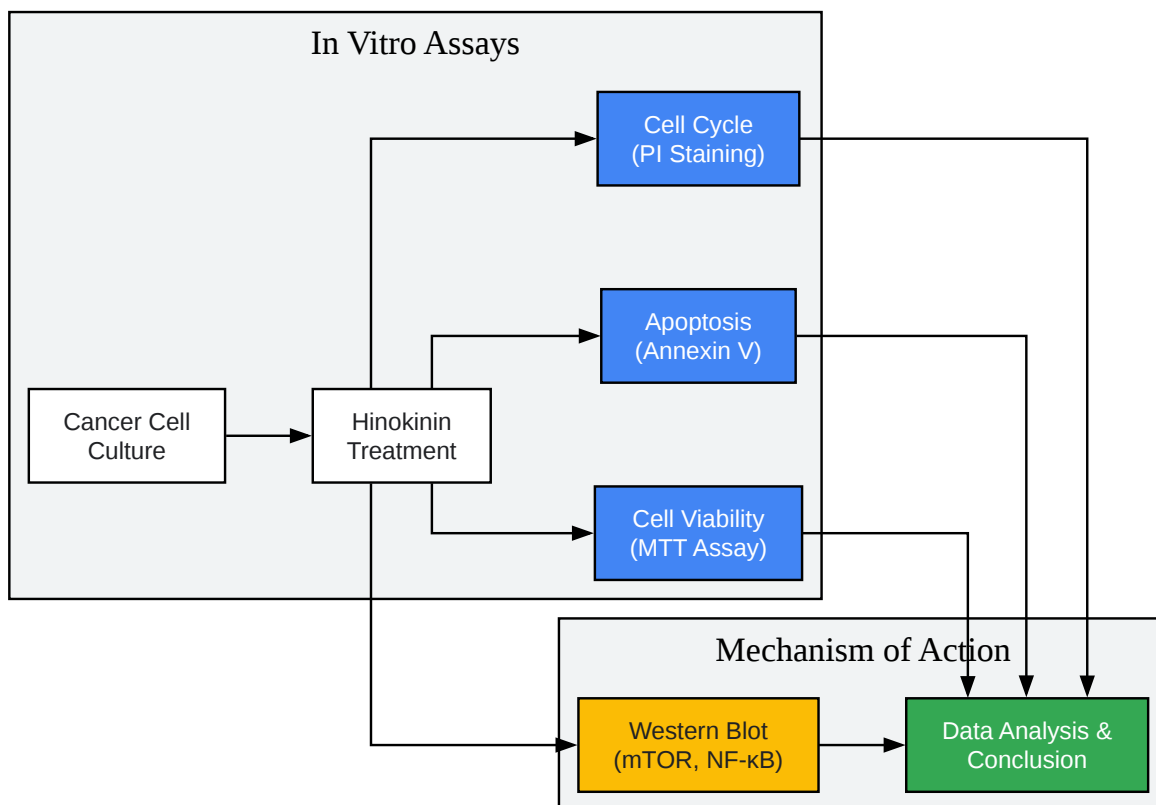 In Vitro Assays
Cell Cycle
(PI Staining)
Apoptosis
(Annexin V)
Cancer Cell
Culture
Hinokinin
Treatment
Cell Viability
(MTT Assay)
Mechanism of Action
Western Blot
(mTOR, NF-κB)
Data Analysis &
Conclusion